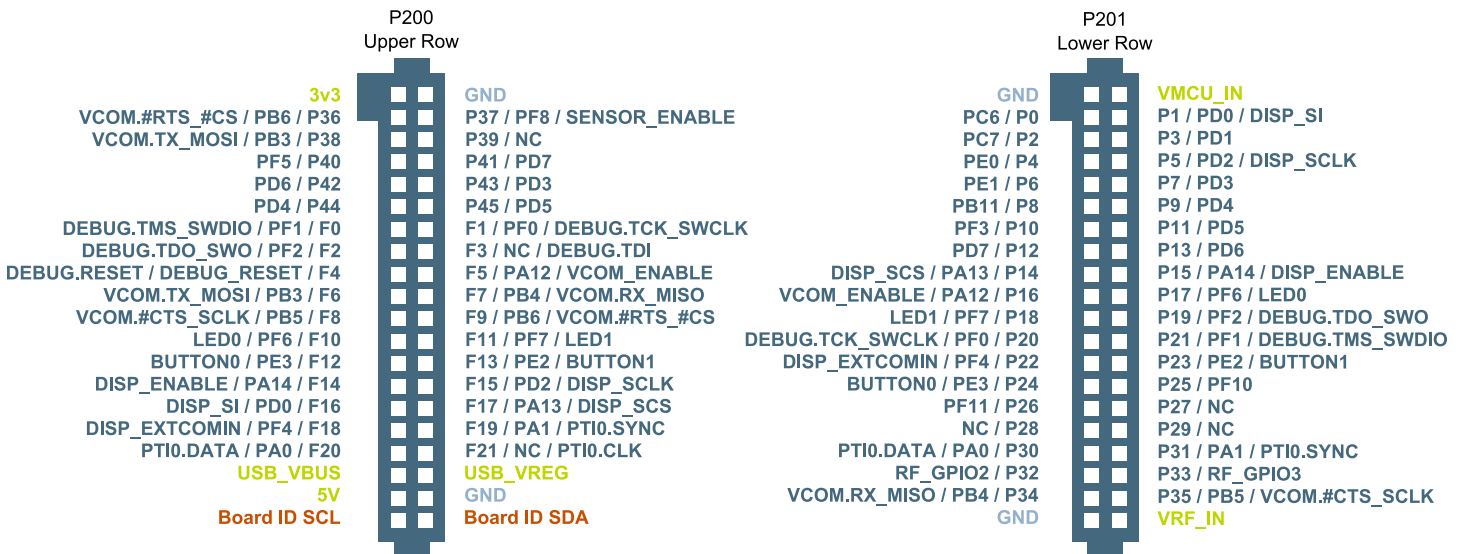 P200
Upper Row
3v3
GND
VCOM.#RTS_#CS / PB6 / P36
P37 / PF8 / SENSOR_ENABLE
VCOM.TX_MOSI / PB3 / P38
P39 / NC
PF5 / P40
P41 / PD7
PD6 / P42
P43 / PD3
PD4 / P44
P45 / PD5
DEBUG.TMS_SWDIO / PF1 / F0
F1 / PF0 / DEBUG.TCK_SWCLK
DEBUG.TDO_SWO / PF2 / F2
F3 / NC / DEBUG.TDI
DEBUG.RESET / DEBUG_RESET / F4
F5 / PA12 / VCOM_ENABLE
VCOM.TX_MOSI / PB3 / F6
F7 / PB4 / VCOM.RX_MISO
VCOM.#CTS_SCLK / PB5 / F8
F9 / PB6 / VCOM.#RTS_#CS
LED0 / PF6 / F10
F11 / PF7 / LED1
BUTTON0 / PE3 / F12
F13 / PE2 / BUTTON1
DISP_ENABLE / PA14 / F14
F15 / PD2 / DISP_SCLK
DISP_SI / PD0 / F16
F17 / PA13 / DISP_SCS
DISP_EXTCOMIN / PF4 / F18
F19 / PA1 / PTI0.SYNC
PTI0.DATA / PA0 / F20
F21 / NC / PTI0.CLK
USB_VBUS
USB_VREG
5V
GND
Board ID SCL
Board ID SDA
P201
Lower Row
GND
VMCU_IN
PC6 / P0
P1 / PD0 / DISP_SI
PC7 / P2
P3 / PD1
PE0 / P4
P5 / PD2 / DISP_SCLK
PE1 / P6
P7 / PD3
PB11 / P8
P9 / PD4
PF3 / P10
P11 / PD5
PD7 / P12
P13 / PD6
DISP_SCS / PA13 / P14
P15 / PA14 / DISP_ENABLE
VCOM_ENABLE / PA12 / P16
P17 / PF6 / LED0
LED1 / PF7 / P18
P19 / PF2 / DEBUG.TDO_SWO
DEBUG.TCK_SWCLK / PF0 / P20
P21 / PF1 / DEBUG.TMS_SWDIO
DISP_EXTCOMIN / PF4 / P22
P23 / PE2 / BUTTON1
BUTTON0 / PE3 / P24
P25 / PF10
PF11 / P26
P27 / NC
NC / P28
P29 / NC
PTI0.DATA / PA0 / P30
P31 / PA1 / PTI0.SYNC
RF_GPIO2 / P32
P33 / RF_GPIO3
VCOM.RX_MISO / PB4 / P34
P35 / PB5 / VCOM.#CTS_SCLK
GND
VRF_IN